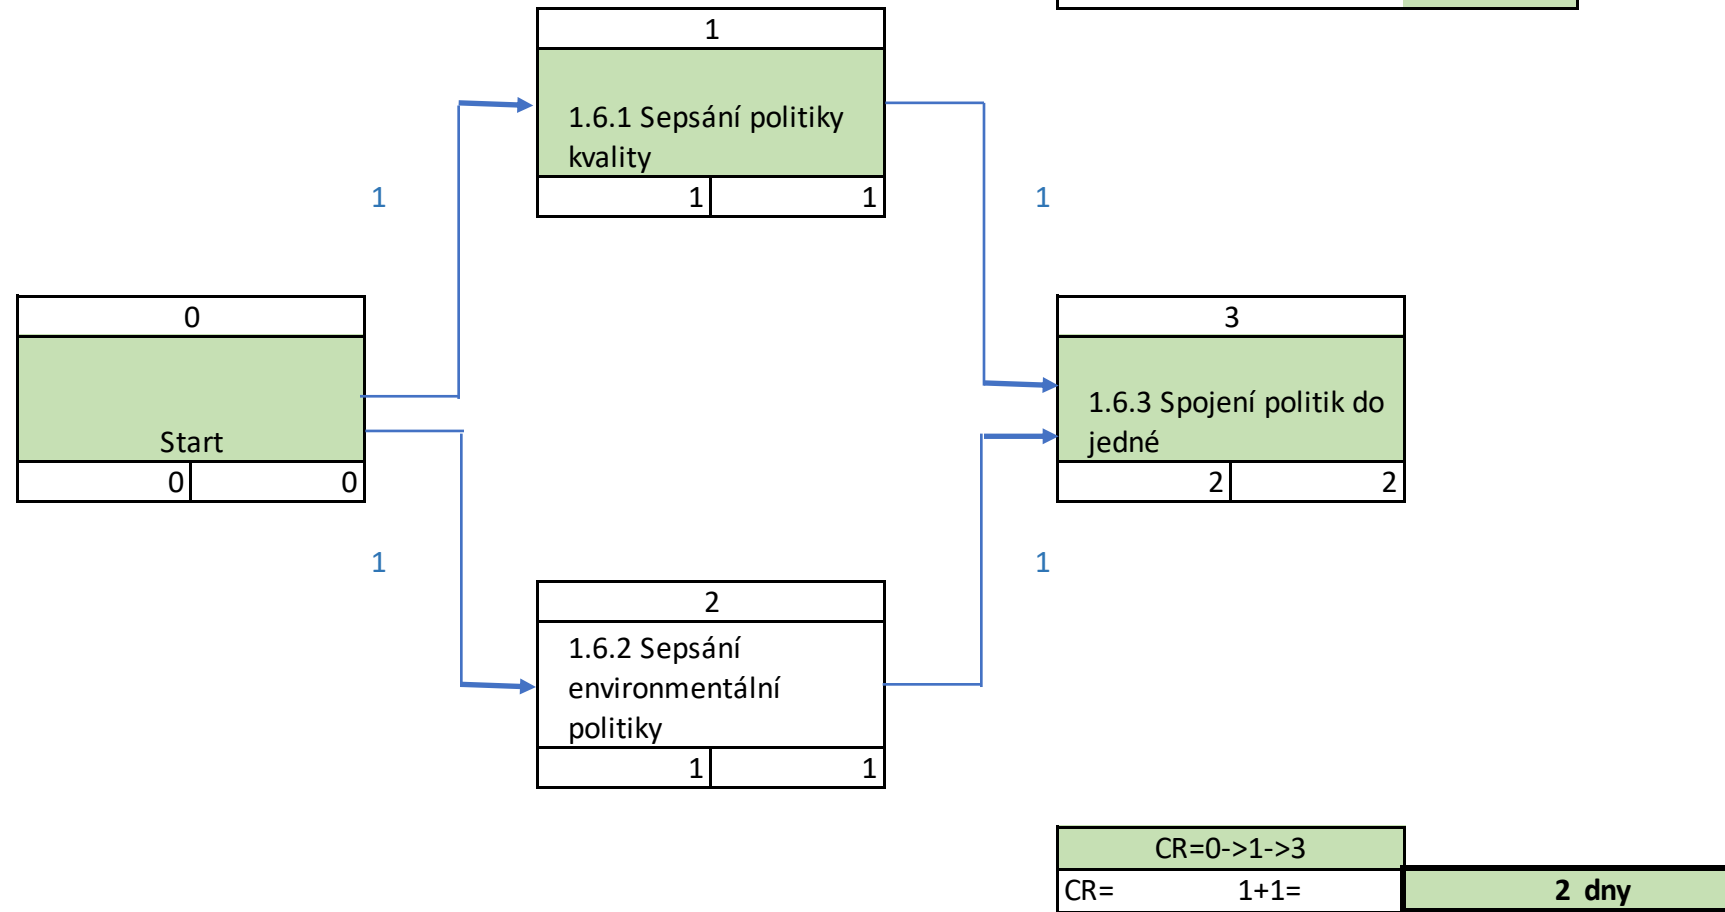 1
1.6.1 Sepsání politiky
kvality
1 1
1
1
0
Start
0 0
3
1.6.3 Spojení politik do
jedné
2 2
1
1
2
1.6.2 Sepsání
environmentální
politiky
1 1
CR=0->1->3
CR= 1+1= 2 dny